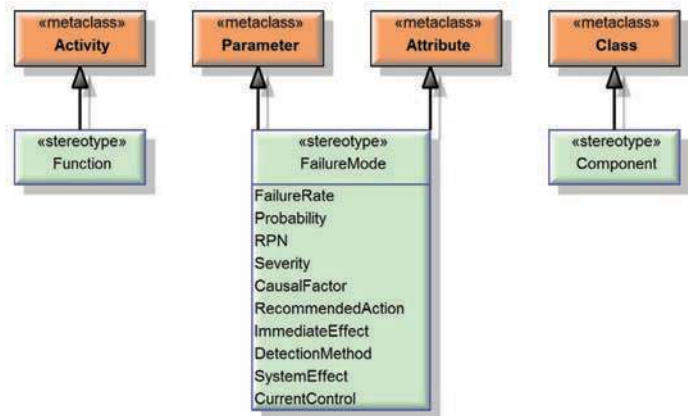 «metaclass»
Activity
«metaclass»
Parameter
«metaclass»
Attribute
«metaclass»
Class
«stereotype»
Function
«stereotype»
FailureMode
FailureRate
Probability
RPN
Severity
CausalFactor
RecommendedAction
ImmediateEffect
DetectionMethod
SystemEffect
CurrentControl
«stereotype»
Component